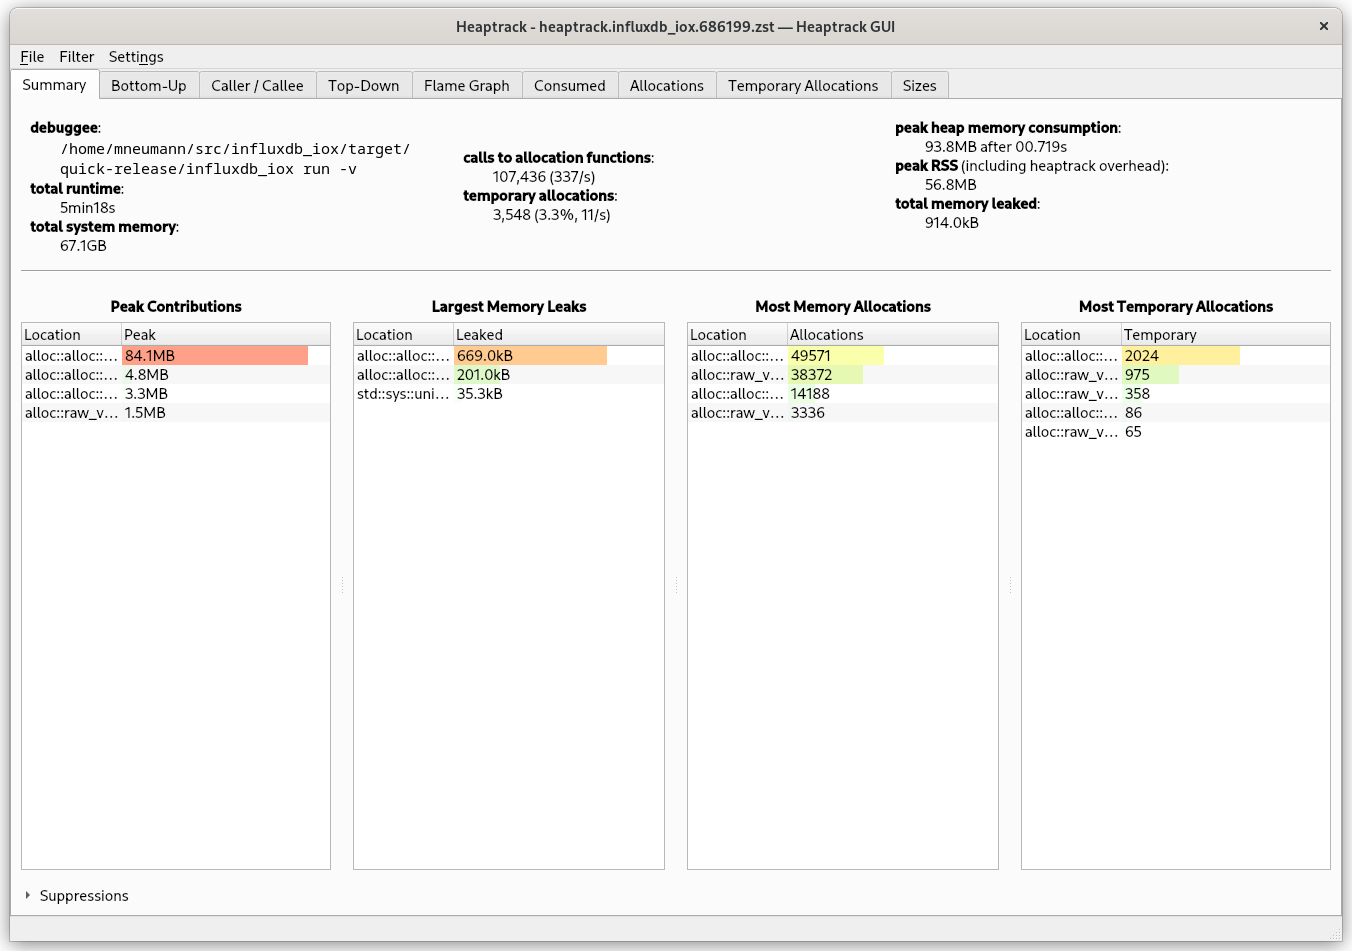 Heaptrack - heaptrack.influxdb_iox.686199.zst — Heaptrack GUI
File Filter Settings
Summary Bottom-Up Caller / Callee Top-Down Flame Graph Consumed Allocations Temporary Allocations Sizes
debuggee:
/home/mneumann/src/influxdb_iox/target/
quick-release/influxdb_iox run -v
total runtime:
5min18s
total system memory:
67.1GB
calls to allocation functions:
107,436 (337/s)
temporary allocations:
3,548 (3.3%, 11/s)
peak heap memory consumption:
93.8MB after 00.719s
peak RSS (including heaptrack overhead):
56.8MB
total memory leaked:
914.0kB
Peak Contributions
Location Peak
alloc::alloc::... 84.1MB
alloc::alloc::... 4.8MB
alloc::alloc::... 3.3MB
alloc::raw_v... 1.5MB
Largest Memory Leaks
Location Leaked
alloc::alloc::... 669.0kB
alloc::alloc::... 201.0kB
std::sys::uni... 35.3kB
Most Memory Allocations
Location Allocations
alloc::alloc::... 49571
alloc::raw_v... 38372
alloc::alloc::... 14188
alloc::raw_v... 3336
Most Temporary Allocations
Location Temporary
alloc::alloc::... 2024
alloc::raw_v... 975
alloc::raw_v... 358
alloc::alloc::... 86
alloc::raw_v... 65
Suppressions